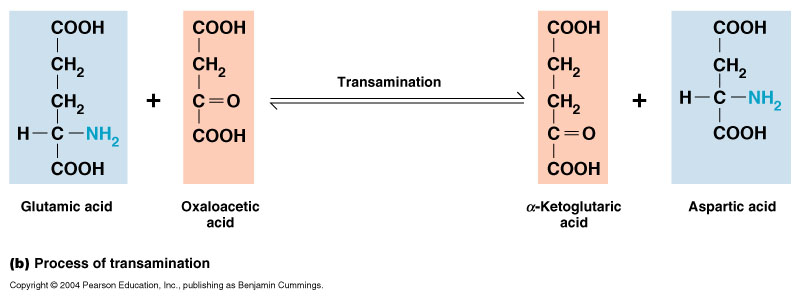 COOH
CH2
CH2
H — C — NH2
COOH
+
COOH
CH2
C = O
COOH
Transamination
COOH
CH2
CH2
C = O
COOH
+
COOH
CH2
H — C — NH2
COOH
Glutamic acid
Oxaloacetic
acid
α-Ketoglutaric
acid
Aspartic acid
(b) Process of transamination
Copyright © 2004 Pearson Education, Inc., publishing as Benjamin Cummings.